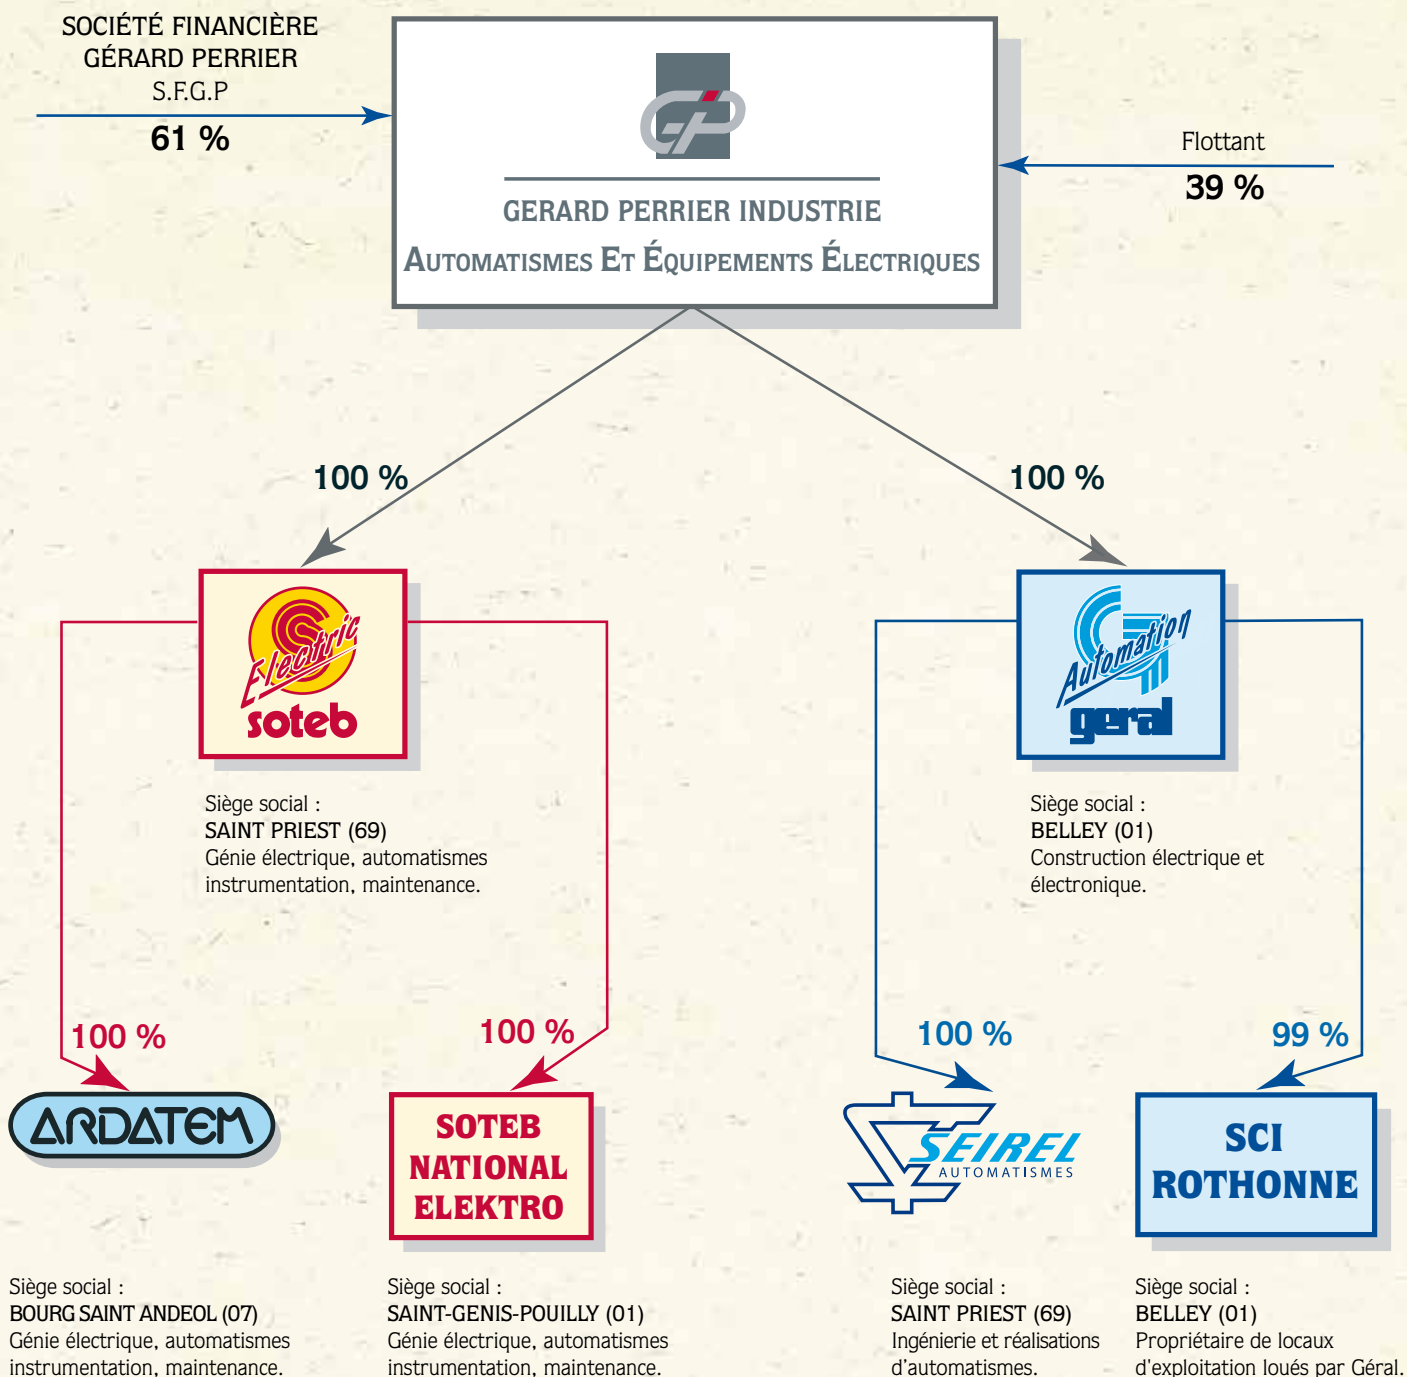 SOCIÉTÉ FINANCIÈRE
GÉRARD PERRIER
S.F.G.P
61 %
GP
GERARD PERRIER INDUSTRIE
AUTOMATISMES ET ÉQUIPEMENTS ÉLECTRIQUES
Flottant
39 %
100 %
100 %
Electric
soteb
Siège social :
SAINT PRIEST (69)
Génie électrique, automatismes
instrumentation, maintenance.
Automation
geral
Siège social :
BELLEY (01)
Construction électrique et
électronique.
100 %
100 %
100 %
99 %
ARDATEM
SOTEB
NATIONAL
ELEKTRO
SEIREL
AUTOMATISMES
SCI
ROTHONNE
Siège social :
BOURG SAINT ANDEOL (07)
Génie électrique, automatismes
instrumentation, maintenance.
Siège social :
SAINT-GENIS-POUILLY (01)
Génie électrique, automatismes
instrumentation, maintenance.
Siège social :
SAINT PRIEST (69)
Ingénierie et réalisations
d'automatismes.
Siège social :
BELLEY (01)
Propriétaire de locaux
d'exploitation loués par Géral.